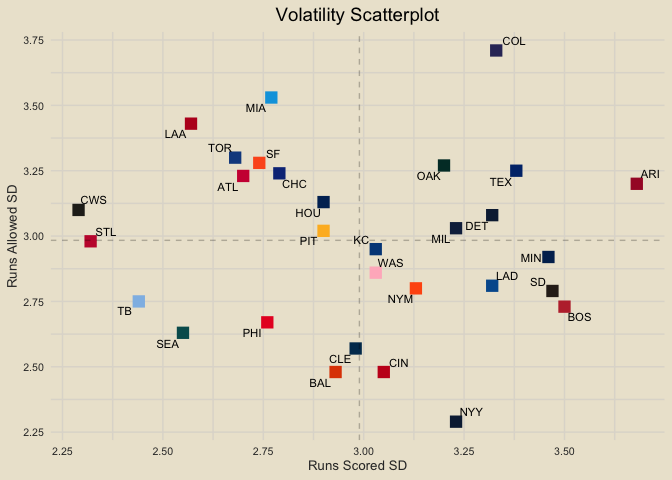 Volatility Scatterplot
3.75
COL
MIA
3.50
LAA
TOR
SF
3.25
OAK
TEX
ARI
ATL
CHC
CWS
HOU
DET
STL
3.00
PIT
KC
MIL
WAS
MIN
LAD
SD
2.75
TB
NYM
BOS
SEA
PHI
CLE
CIN
2.50
BAL
NYY
2.25
Runs Allowed SD
2.25
2.50
2.75
3.00
3.25
3.50
Runs Scored SD